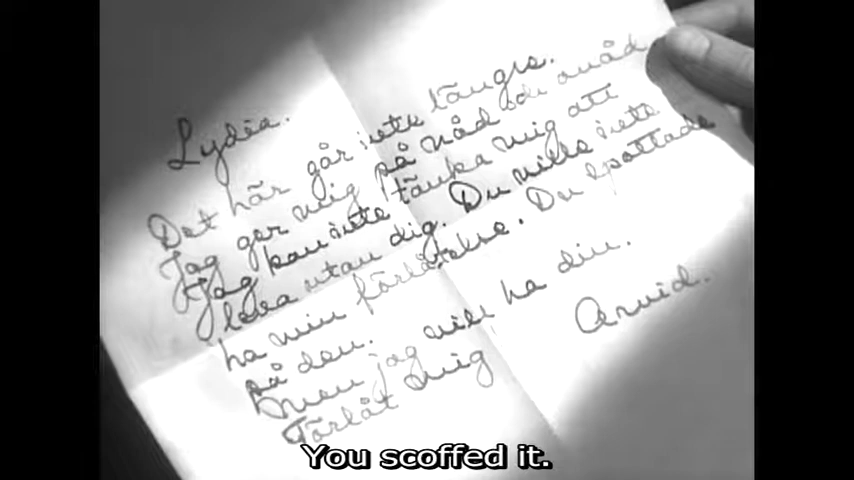 Lydia.
Det här går inte längre.
Jag ger mig på nåd och onåd
Jag kan inte tänka mig att
leva utan dig. Du ville inte
ha min förlåtelse. Du spottade
på den.
Men jag vill ha din.
Förlåt mig
Arvid.
You scoffed it.